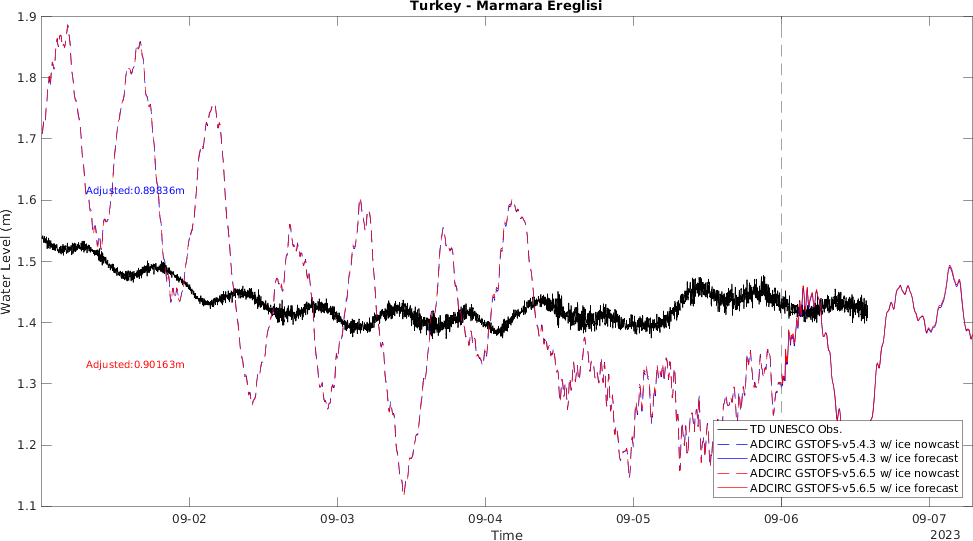 Turkey - Marmara Ereglisi
1.9
1.8
1.7
1.6
1.5
1.4
1.3
1.2
1.1
Water Level (m)
Adjusted:0.89836m
Adjusted:0.90163m
TD UNESCO Obs.
ADCIRC GSTOFS-v5.4.3 w/ ice nowcast
ADCIRC GSTOFS-v5.4.3 w/ ice forecast
ADCIRC GSTOFS-v5.6.5 w/ ice nowcast
ADCIRC GSTOFS-v5.6.5 w/ ice forecast
09-02 09-03 09-04 09-05 09-06 09-07
Time
2023